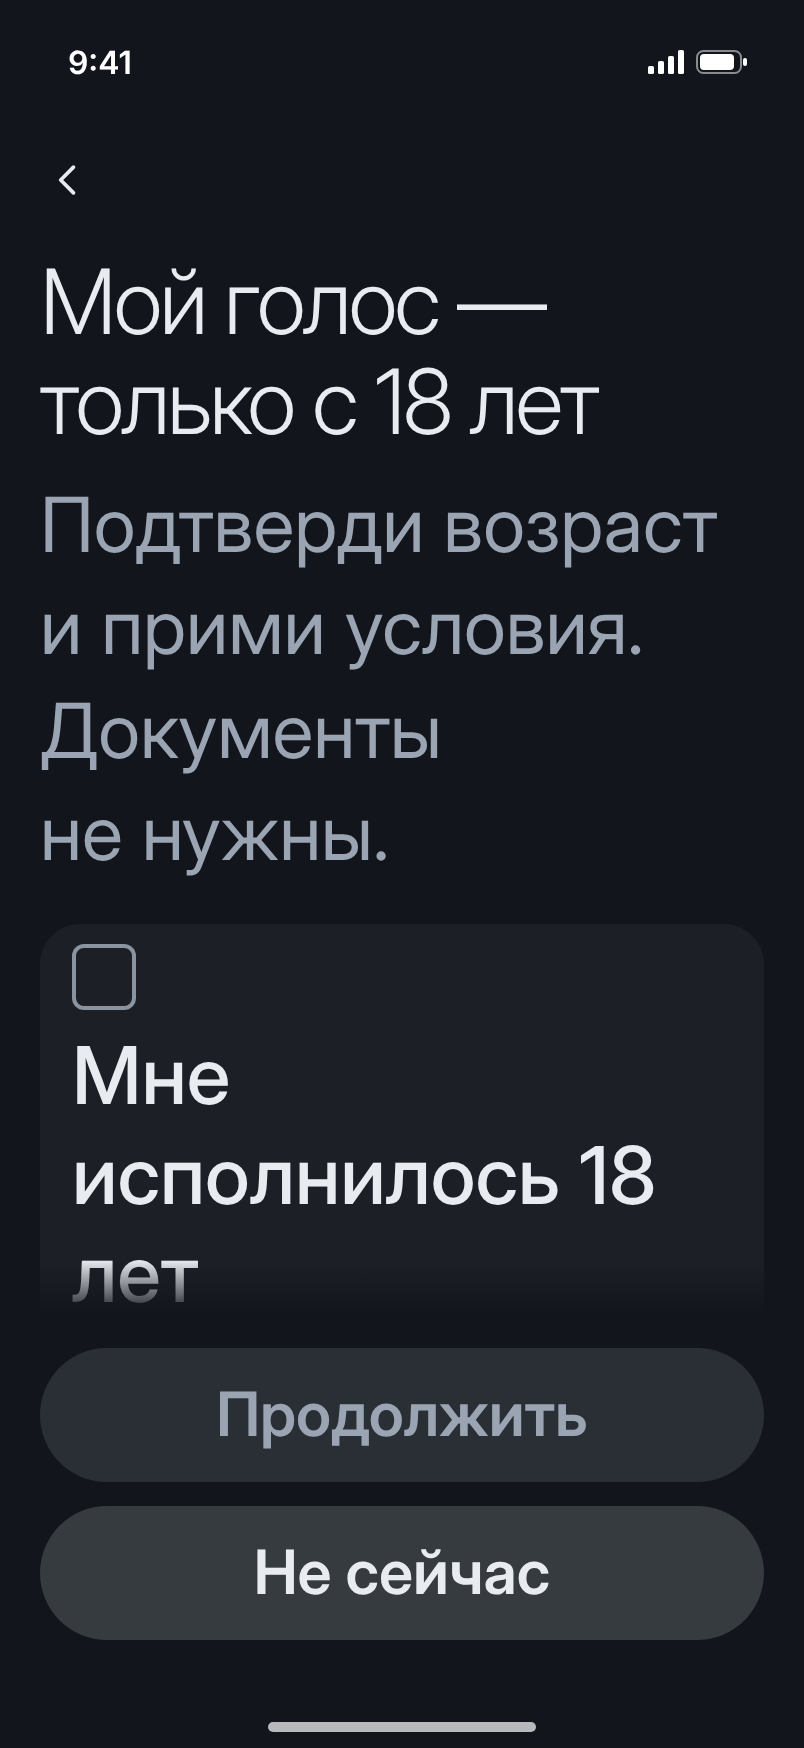 9:41
Мой голос —
только с 18 лет
Подтверди возраст
и прими условия.
Документы
не нужны.
Мне
исполнилось 18
лет
Продолжить
Не сейчас